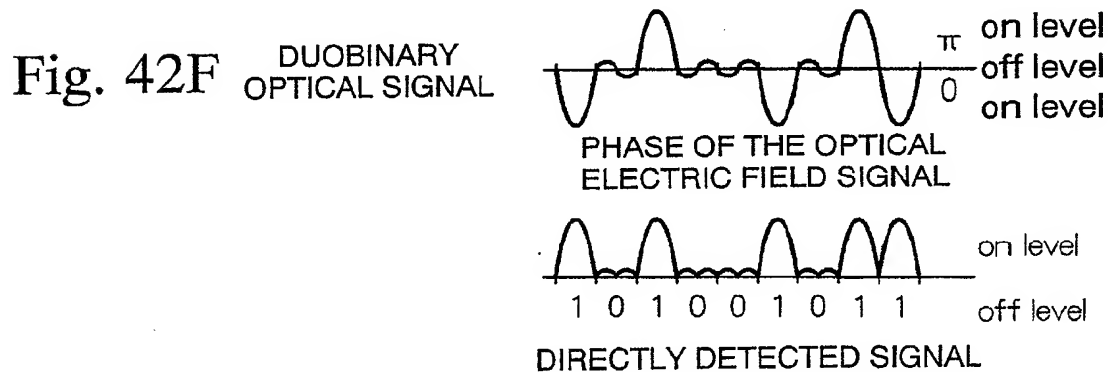 Fig. 42F
DUOBINARY
OPTICAL SIGNAL
π
0
on level
off level
on level
PHASE OF THE OPTICAL
ELECTRIC FIELD SIGNAL
on level
1 0 1 0 0 1 0 1 1
off level
DIRECTLY DETECTED SIGNAL